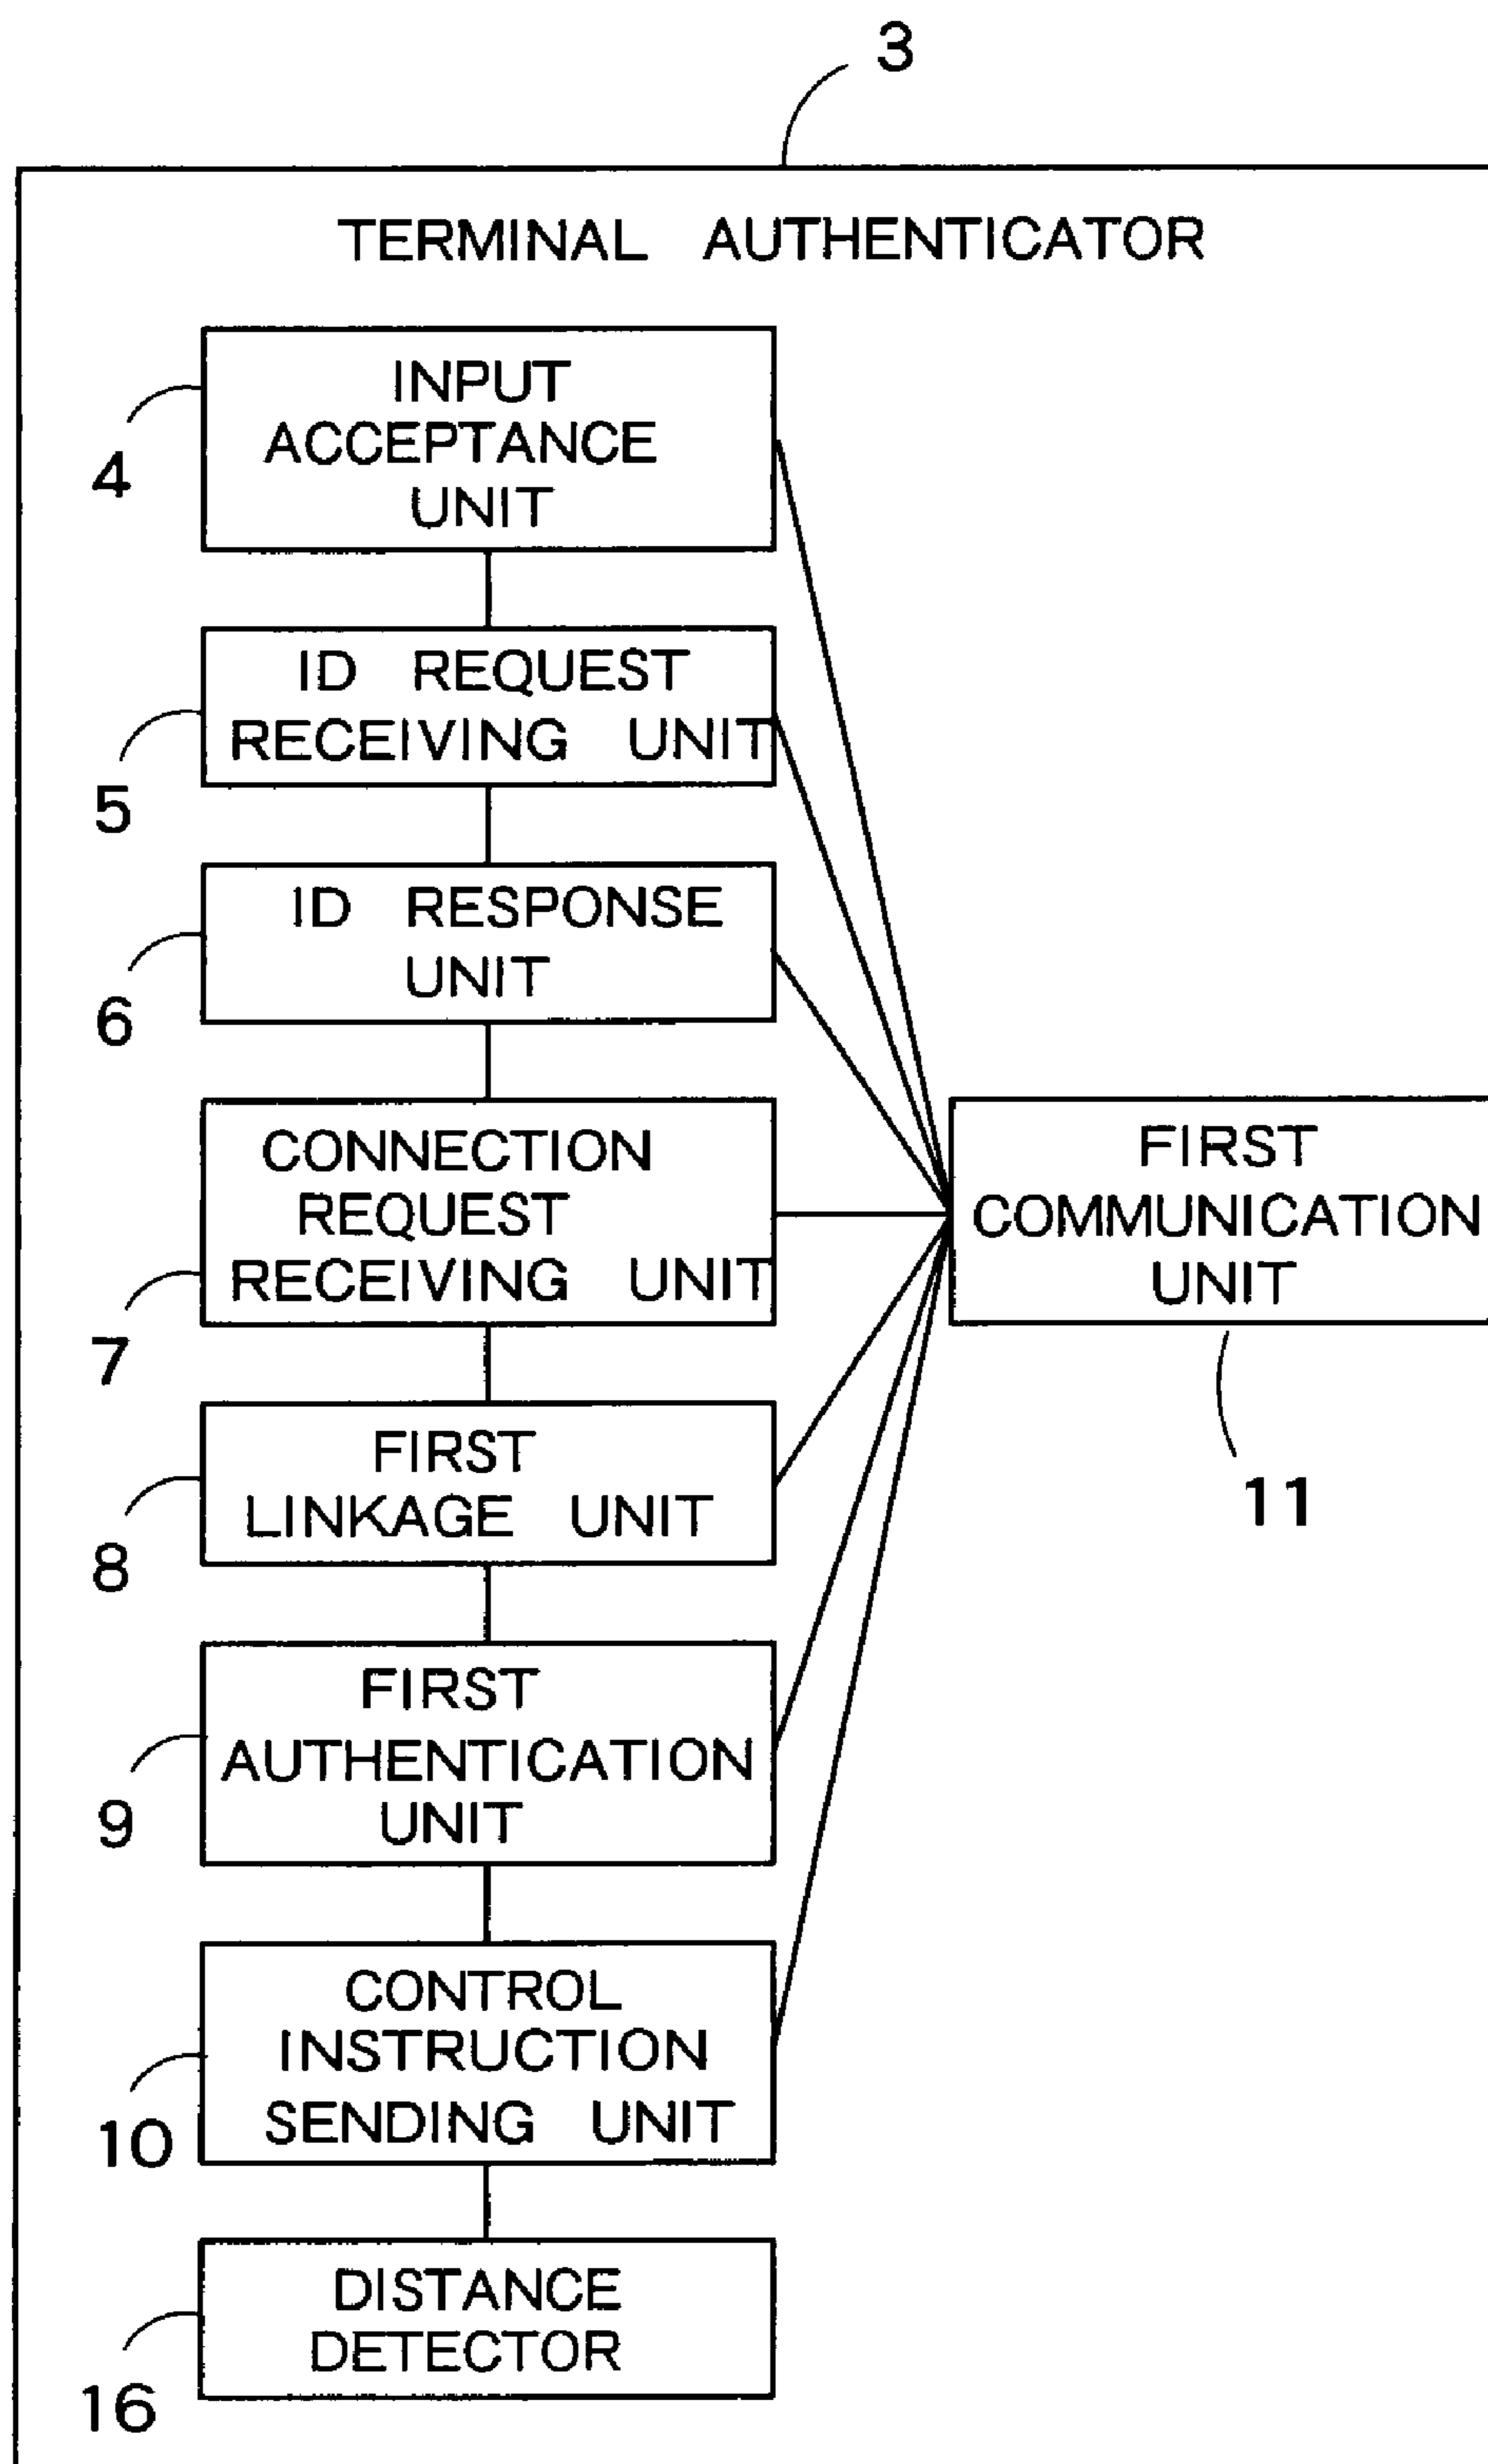 3
TERMINAL AUTHENTICATOR
INPUT
ACCEPTANCE
UNIT
4
ID REQUEST
RECEIVING UNIT
5
ID RESPONSE
UNIT
6
CONNECTION
REQUEST
RECEIVING UNIT
7
FIRST
COMMUNICATION
UNIT
11
FIRST
LINKAGE UNIT
8
FIRST
AUTHENTICATION
UNIT
9
CONTROL
INSTRUCTION
SENDING UNIT
10
DISTANCE
DETECTOR
16